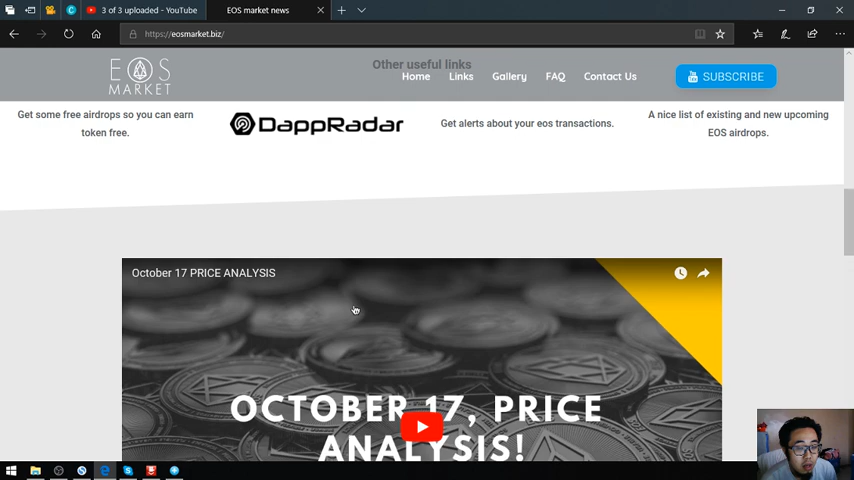 3 of 3 uploaded - YouTube
EOS market news
https://eosmarket.biz/
Other useful links
EOS
MARKET
Home
Links
Gallery
FAQ
Contact Us
SUBSCRIBE
Get some free airdrops so you can earn
token free.
DappRadar
Get alerts about your eos transactions.
A nice list of existing and new upcoming
EOS airdrops.
October 17 PRICE ANALYSIS
OCTOBER 17, PRICE
ANALYSIS!